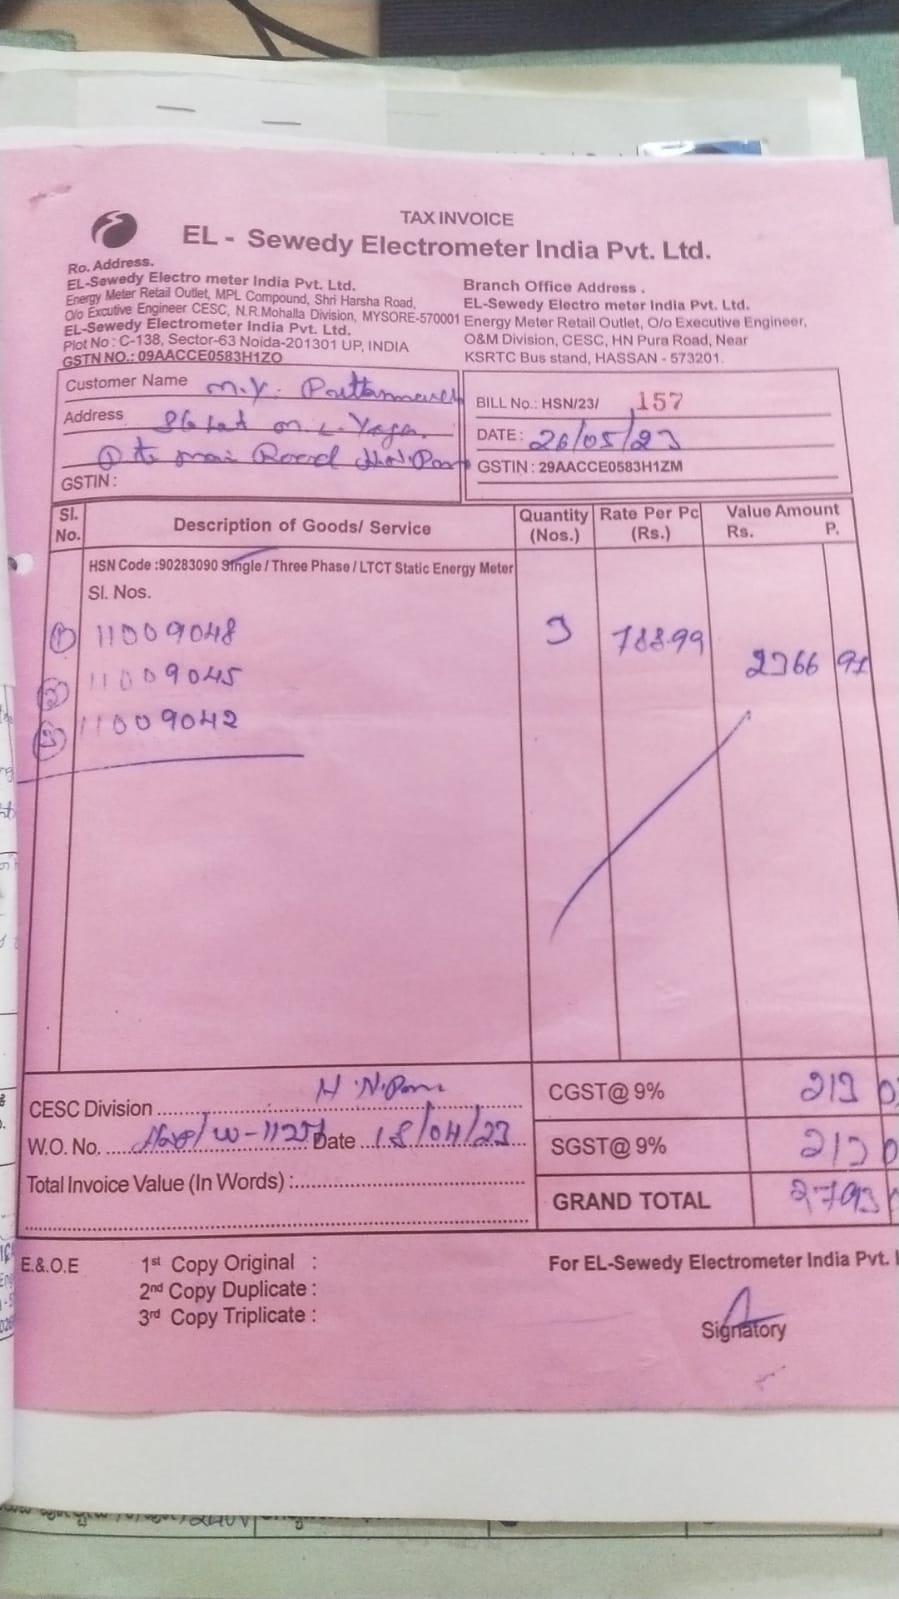 TAX INVOICE
EL - Sewedy Electrometer India Pvt. Ltd.
Ro. Address.
EL-Sewedy Electro meter India Pvt. Ltd.
Energy Meter Retail Outlet, MPL Compound, Shri Harsha Road,
O/o Excutive Engineer CESC, N.R.Mohalla Division, MYSORE-570001
EL-Sewedy Electrometer India Pvt. Ltd.
Plot No : C-138, Sector-63 Noida-201301 UP, INDIA
GSTN NO.: 09AACCE0583H1ZO
Branch Office Address .
EL-Sewedy Electro meter India Pvt. Ltd.
Energy Meter Retail Outlet, O/o Executive Engineer,
O&M Division, CESC, HN Pura Road, Near
KSRTC Bus stand, HASSAN - 573201.
Customer Name M.Y.
Address
Road H.N.
GSTIN :
BILL No.: HSN/23/ 157
DATE : 26/05/23
GSTIN : 29AACCE0583H1ZM
Sl. No. Description of Goods/ Service Quantity (Nos.) Rate Per Pc (Rs.) Value Amount Rs. P.
HSN Code :90283090 Single / Three Phase / LTCT Static Energy Meter
Sl. Nos.
① 11009048 3 788.99 2366 91
② 11009045
③ 11009042
CESC Division H.N.Pura CGST@ 9% 213 0
W.O. No. Date 18/04/23 SGST@ 9% 213 0
Total Invoice Value (In Words) : GRAND TOTAL 2793
E.&.O.E 1st Copy Original :
2nd Copy Duplicate :
3rd Copy Triplicate :
For EL-Sewedy Electrometer India Pvt.
Signatory